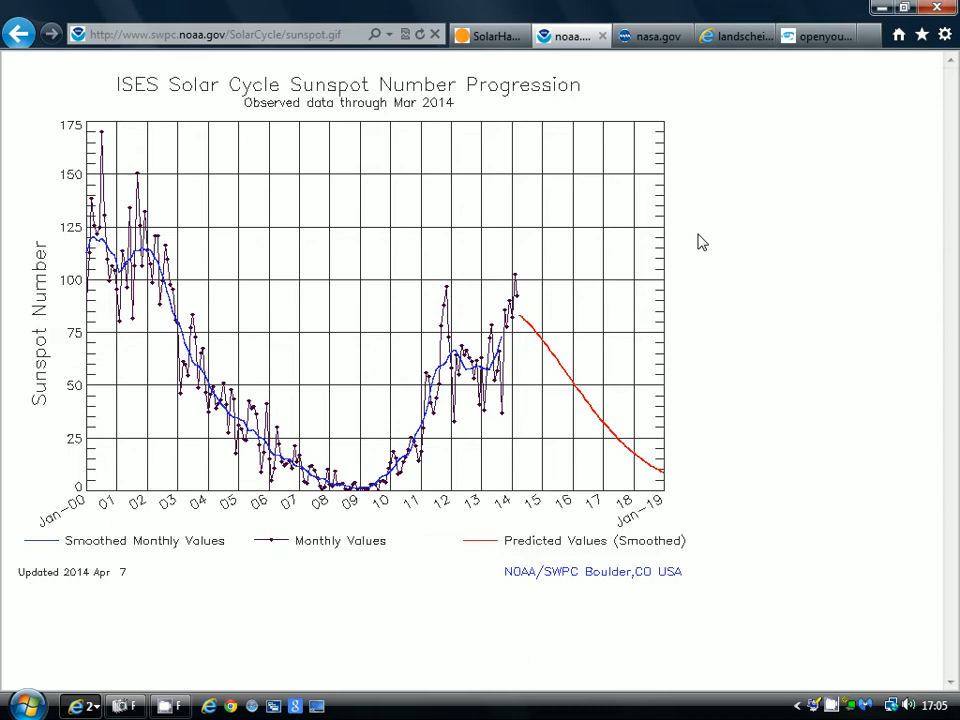 http://www.swpc.noaa.gov/SolarCycle/sunspot.gif
SolarHa...
noaa....
nasa.gov
landschei...
openyou...
ISES Solar Cycle Sunspot Number Progression
Observed data through Mar 2014
175
150
125
100
75
50
25
0
Sunspot Number
Jan-00 01 02 03 04 05 06 07 08 09 10 11 12 13 14 15 16 17 18 Jan-19
Smoothed Monthly Values Monthly Values Predicted Values (Smoothed)
Updated 2014 Apr 7
NOAA/SWPC Boulder,CO USA
2
F
F
17:05